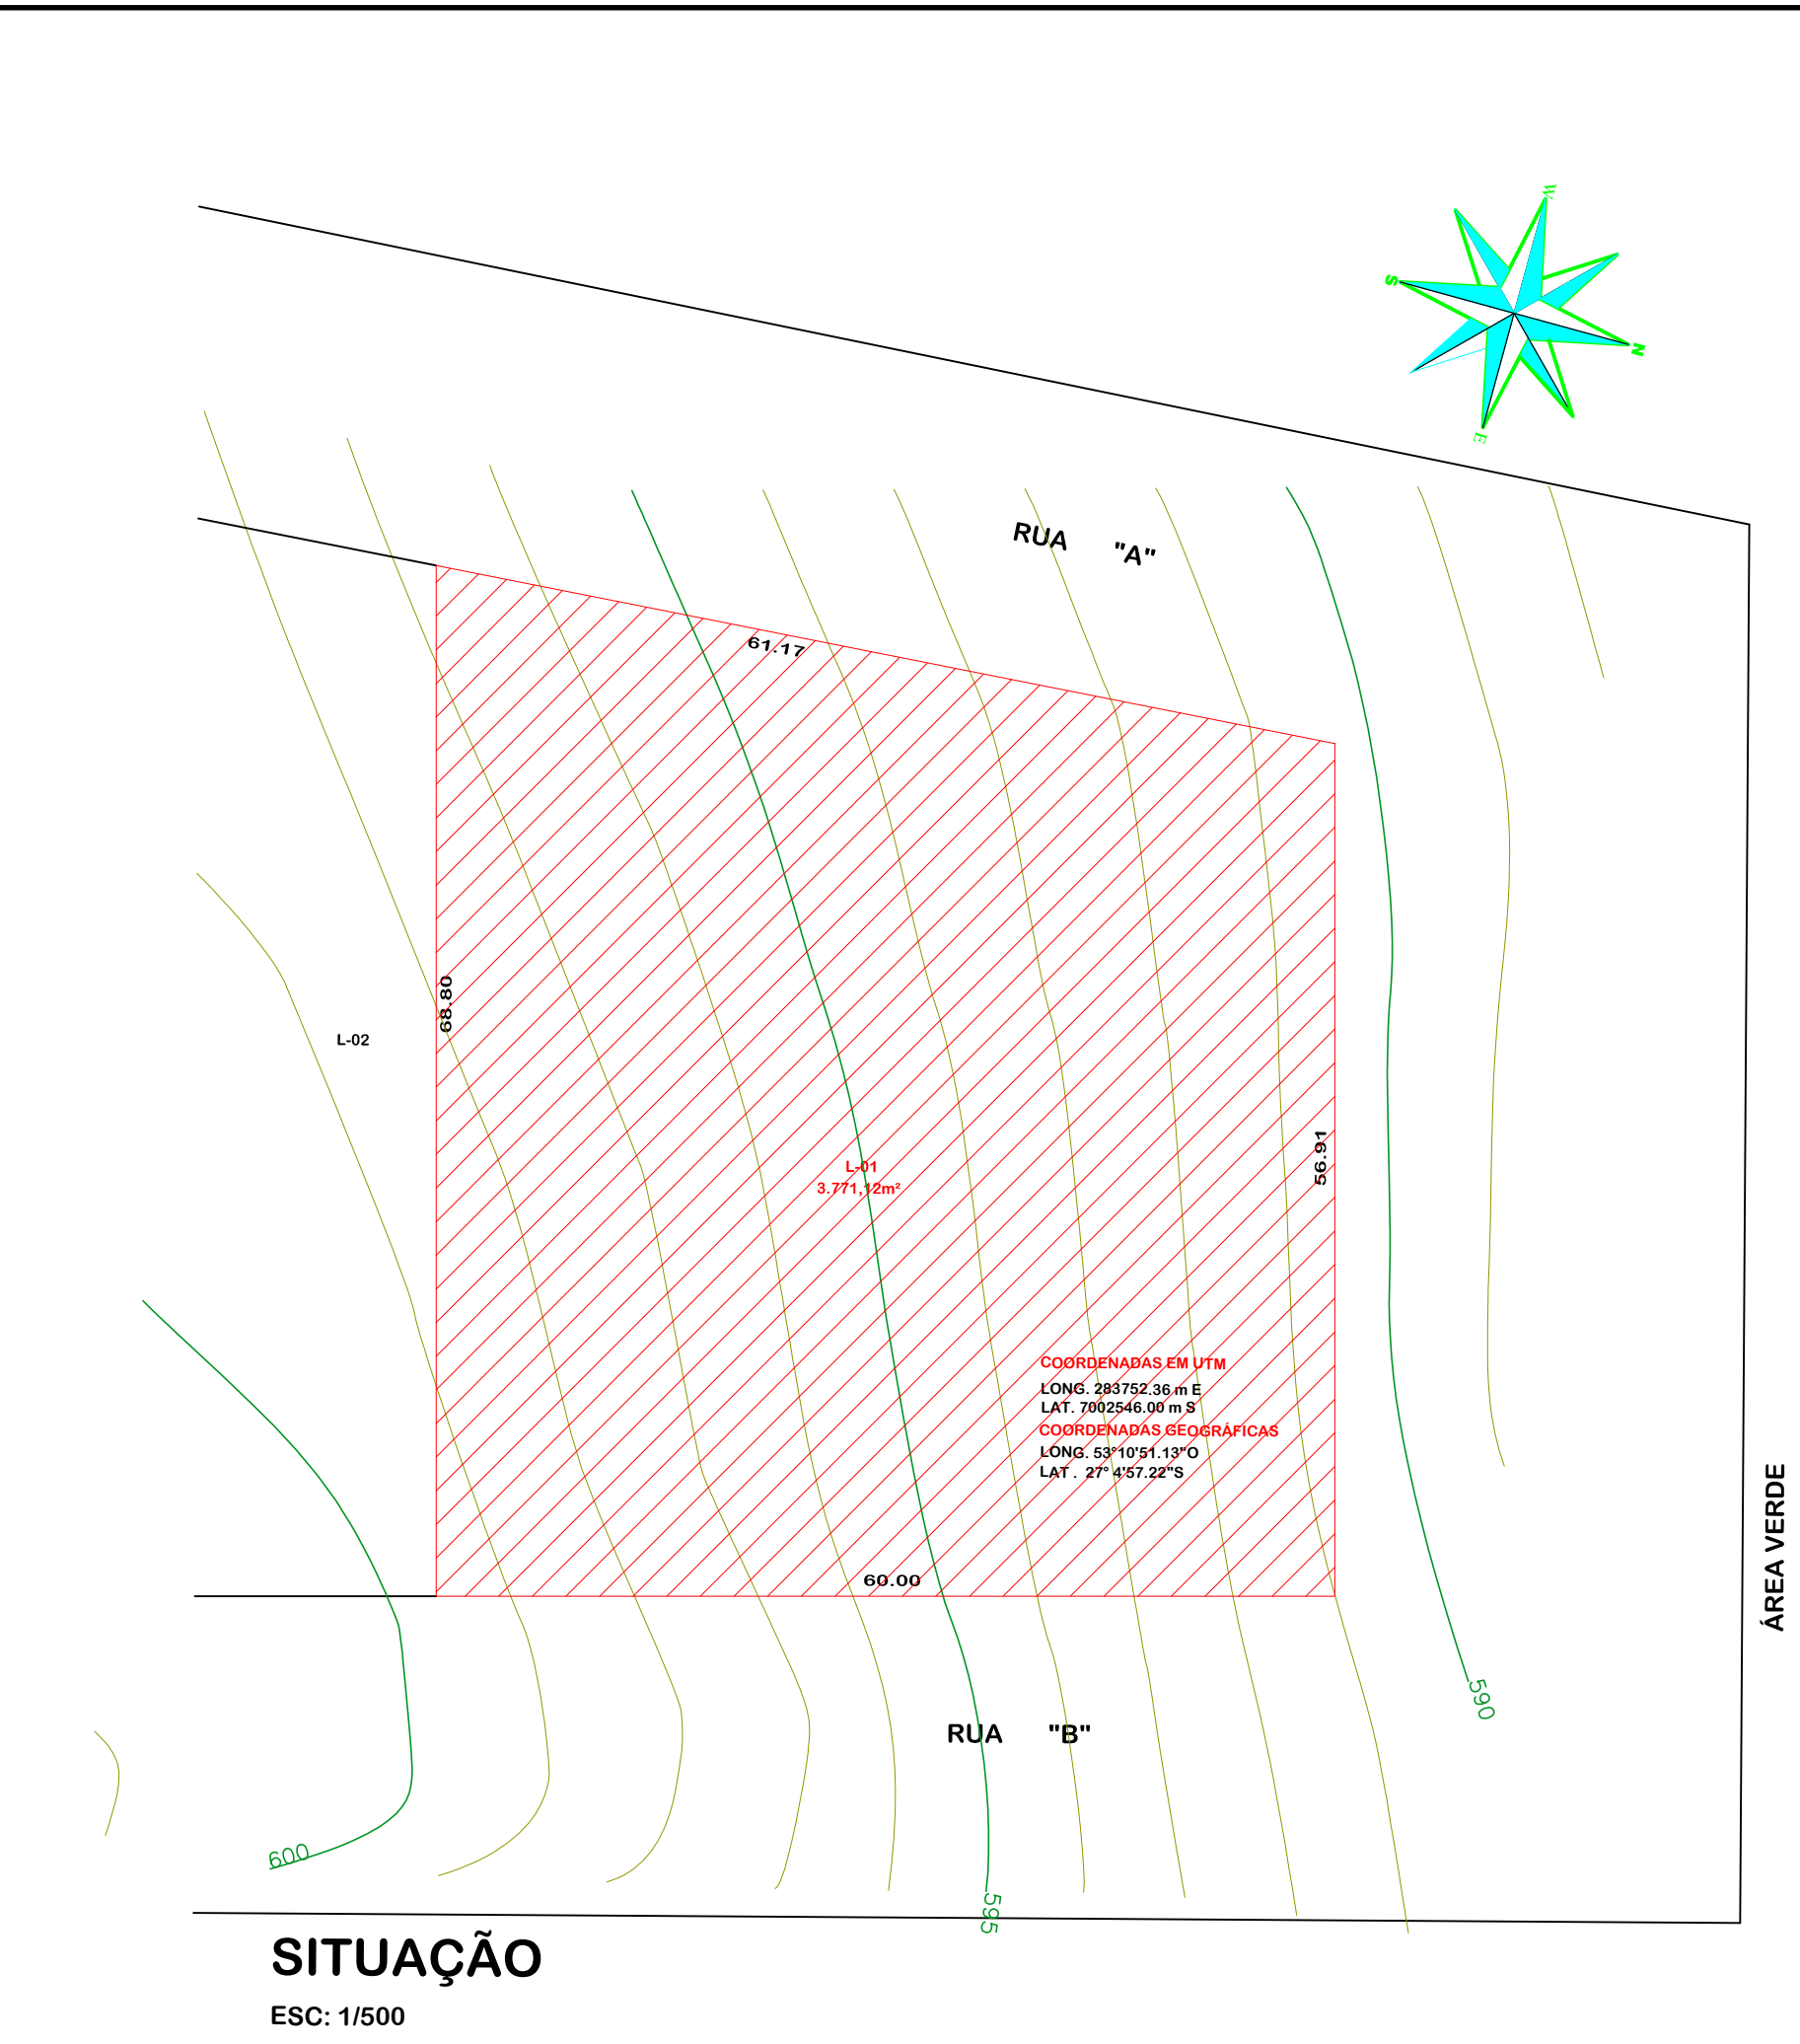 W
S
N
E
RUA "A"
61.17
68.80
L-02
56.91
L-01
3.771,12m²
COORDENADAS EM UTM
LONG. 283752.36 m E
LAT. 7002546.00 m S
COORDENADAS GEOGRÁFICAS
LONG. 53°10'51.13"O
LAT . 27° 4'57.22"S
ÁREA VERDE
60.00
590
RUA "B"
600
595
SITUAÇÃO
ESC: 1/500